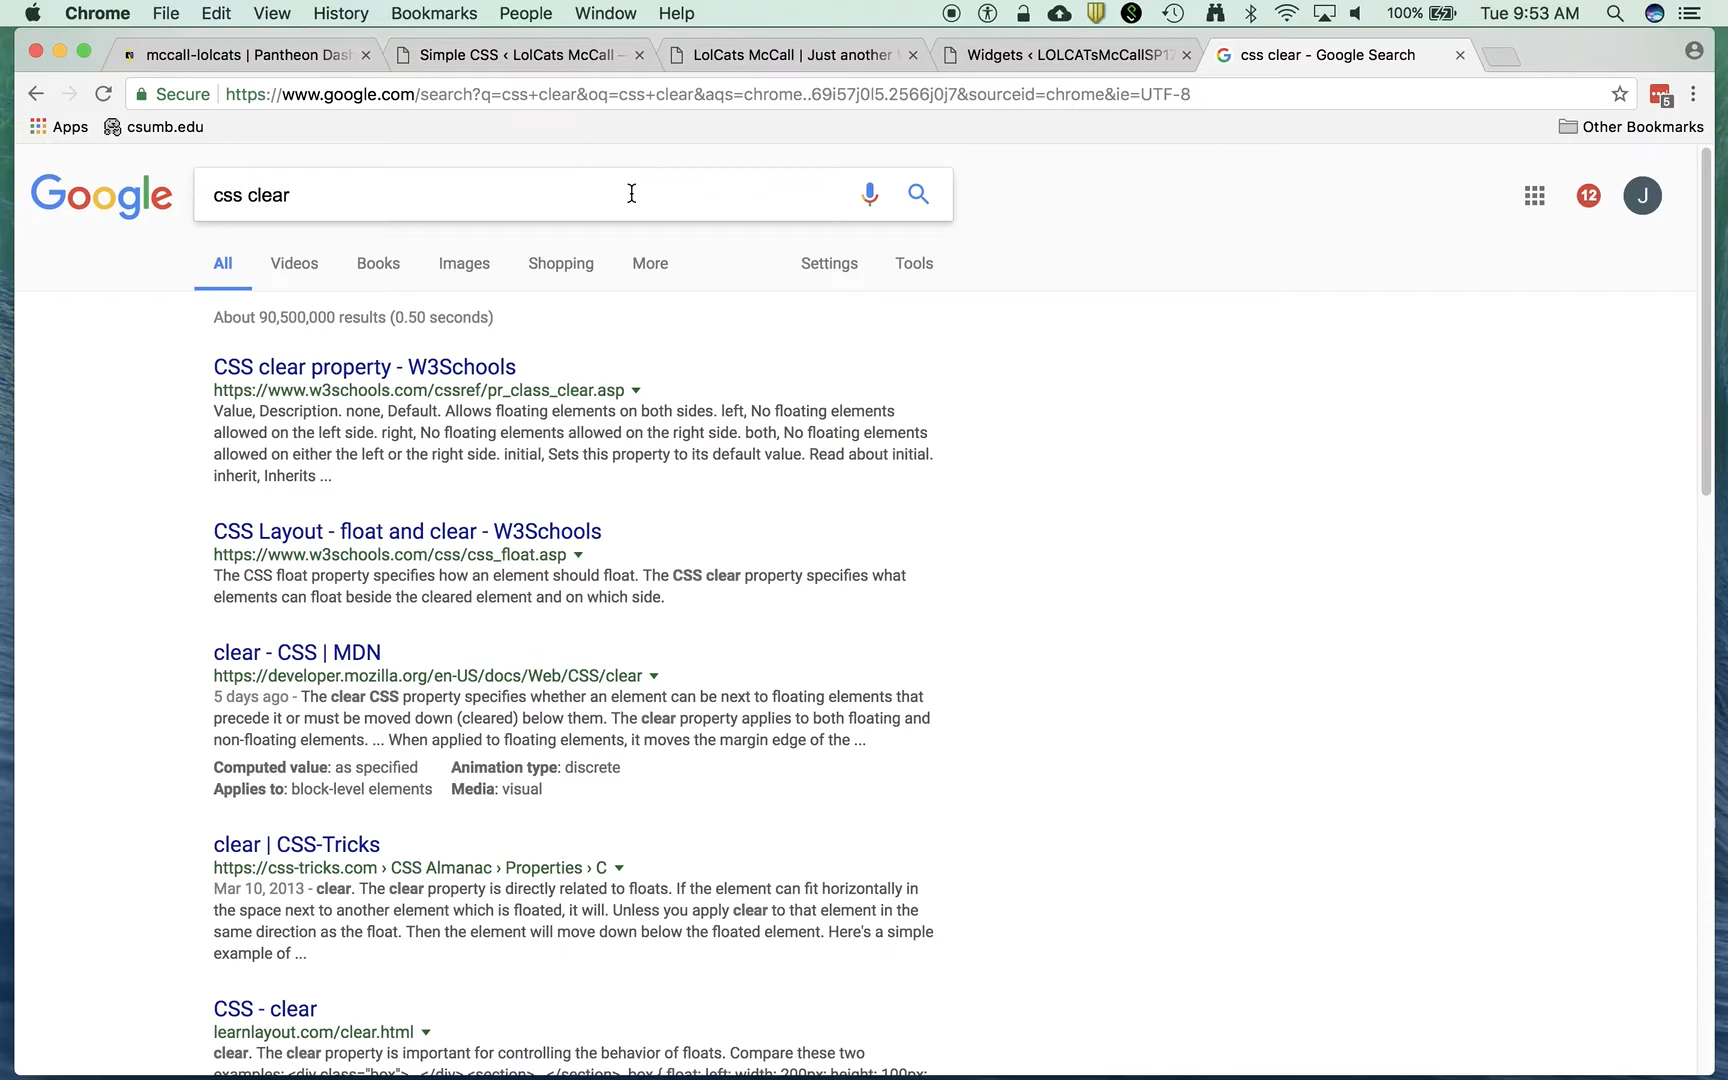 Chrome File Edit View History Bookmarks People Window Help 100% Tue 9:53 AM
mccall-lolcats | Pantheon Das
Simple CSS ‹ LolCats McCall —
LolCats McCall | Just another
Widgets ‹ LOLCATsMcCallSP17
css clear - Google Search
Secure https://www.google.com/search?q=css+clear&oq=css+clear&aqs=chrome..69i57j0l5.2566j0j7&sourceid=chrome&ie=UTF-8 5
Apps csumb.edu Other Bookmarks
Google css clear 12 J
All Videos Books Images Shopping More Settings Tools
About 90,500,000 results (0.50 seconds)
CSS clear property - W3Schools
https://www.w3schools.com/cssref/pr_class_clear.asp
Value, Description. none, Default. Allows floating elements on both sides. left, No floating elements
allowed on the left side. right, No floating elements allowed on the right side. both, No floating elements
allowed on either the left or the right side. initial, Sets this property to its default value. Read about initial.
inherit, Inherits ...
CSS Layout - float and clear - W3Schools
https://www.w3schools.com/css/css_float.asp
The CSS float property specifies how an element should float. The CSS clear property specifies what
elements can float beside the cleared element and on which side.
clear - CSS | MDN
https://developer.mozilla.org/en-US/docs/Web/CSS/clear
5 days ago - The clear CSS property specifies whether an element can be next to floating elements that
precede it or must be moved down (cleared) below them. The clear property applies to both floating and
non-floating elements. ... When applied to floating elements, it moves the margin edge of the ...
Computed value: as specified Animation type: discrete
Applies to: block-level elements Media: visual
clear | CSS-Tricks
https://css-tricks.com › CSS Almanac › Properties › C
Mar 10, 2013 - clear. The clear property is directly related to floats. If the element can fit horizontally in
the space next to another element which is floated, it will. Unless you apply clear to that element in the
same direction as the float. Then the element will move down below the floated element. Here's a simple
example of ...
CSS - clear
learnlayout.com/clear.html
clear. The clear property is important for controlling the behavior of floats. Compare these two
examples: <div class="box">...</div><section>...</section>. box { float: left; width: 200px; height: 100px;